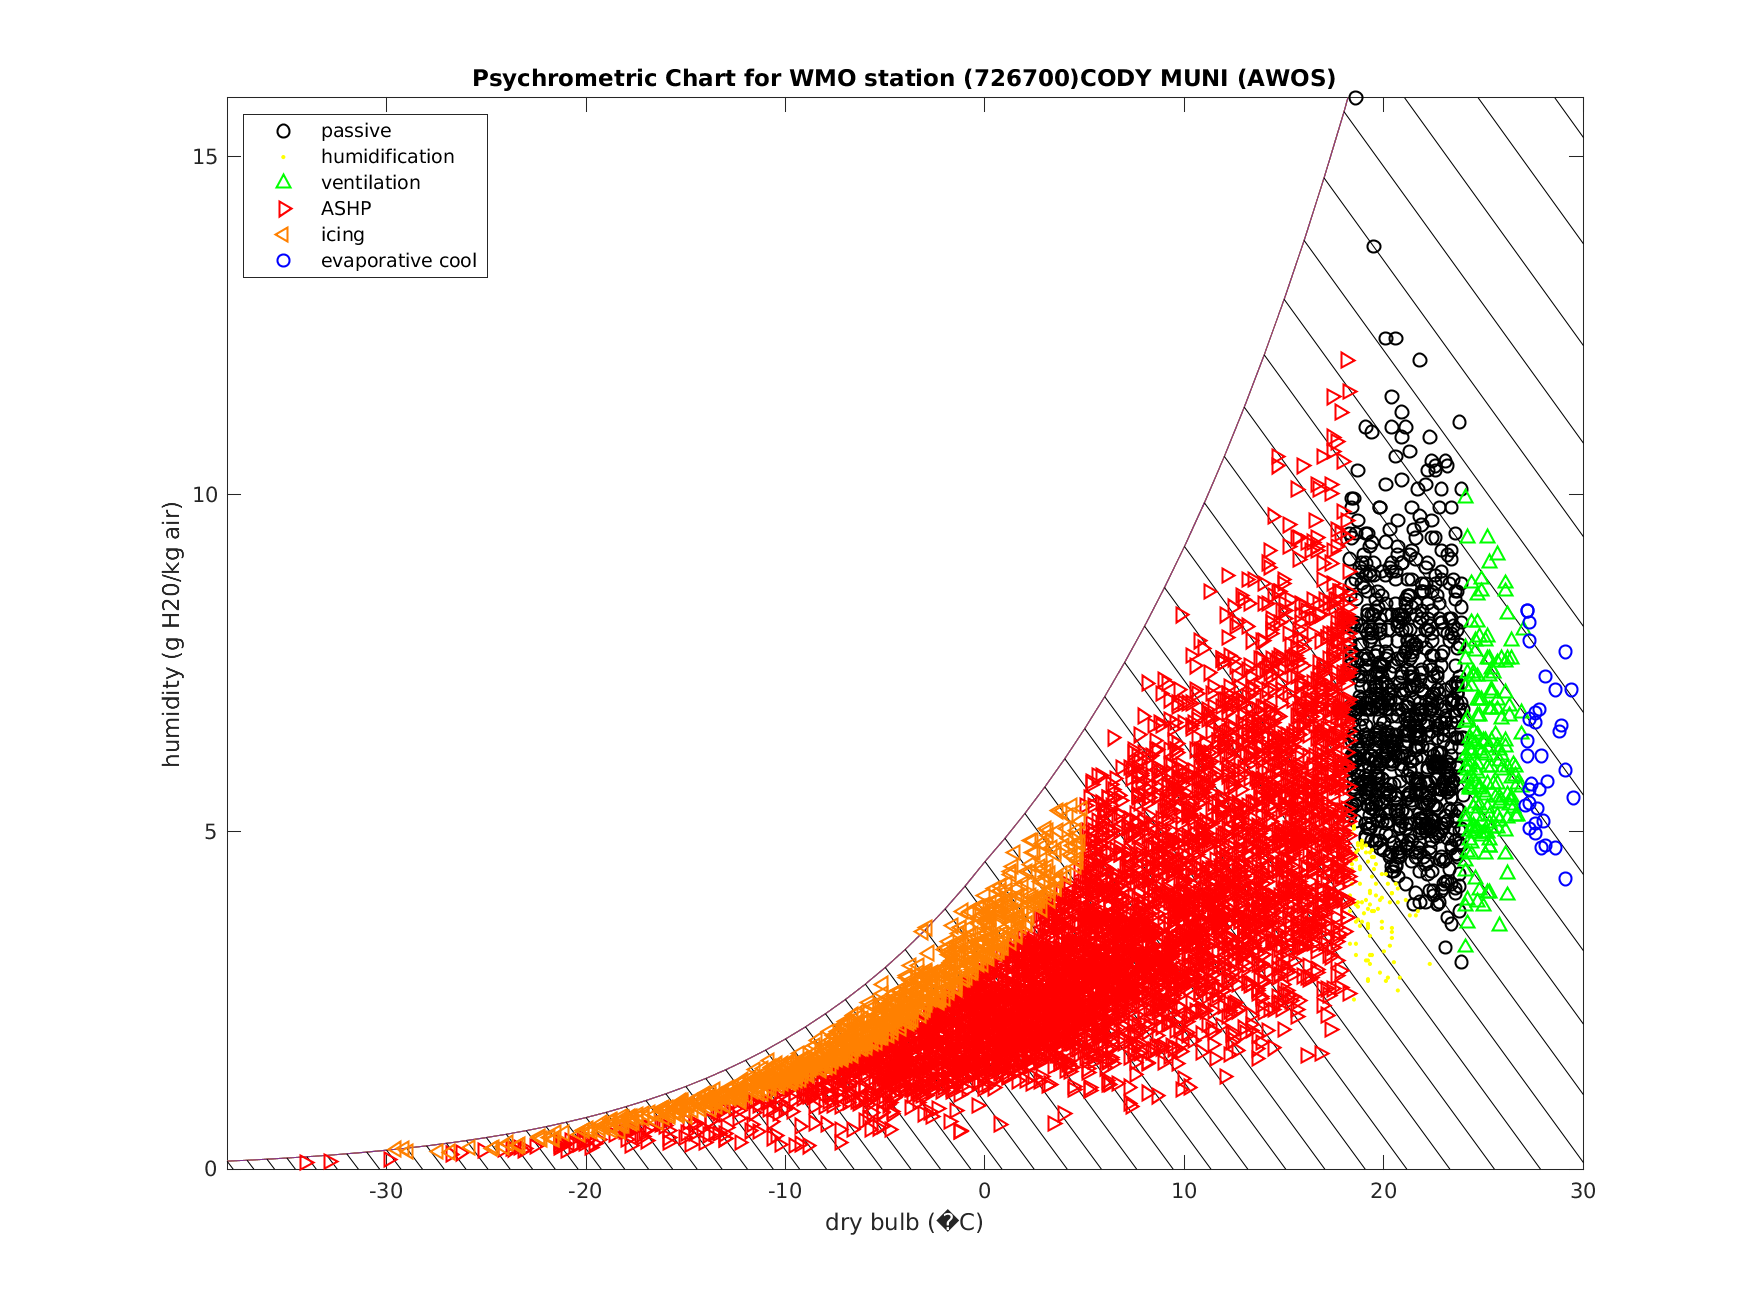 Psychrometric Chart for WMO station (726700)CODY MUNI (AWOS)
passive
humidification
ventilation
ASHP
icing
evaporative cool
15
10
5
0
humidity (g H20/kg air)
-30 -20 -10 0 10 20 30
dry bulb (�C)